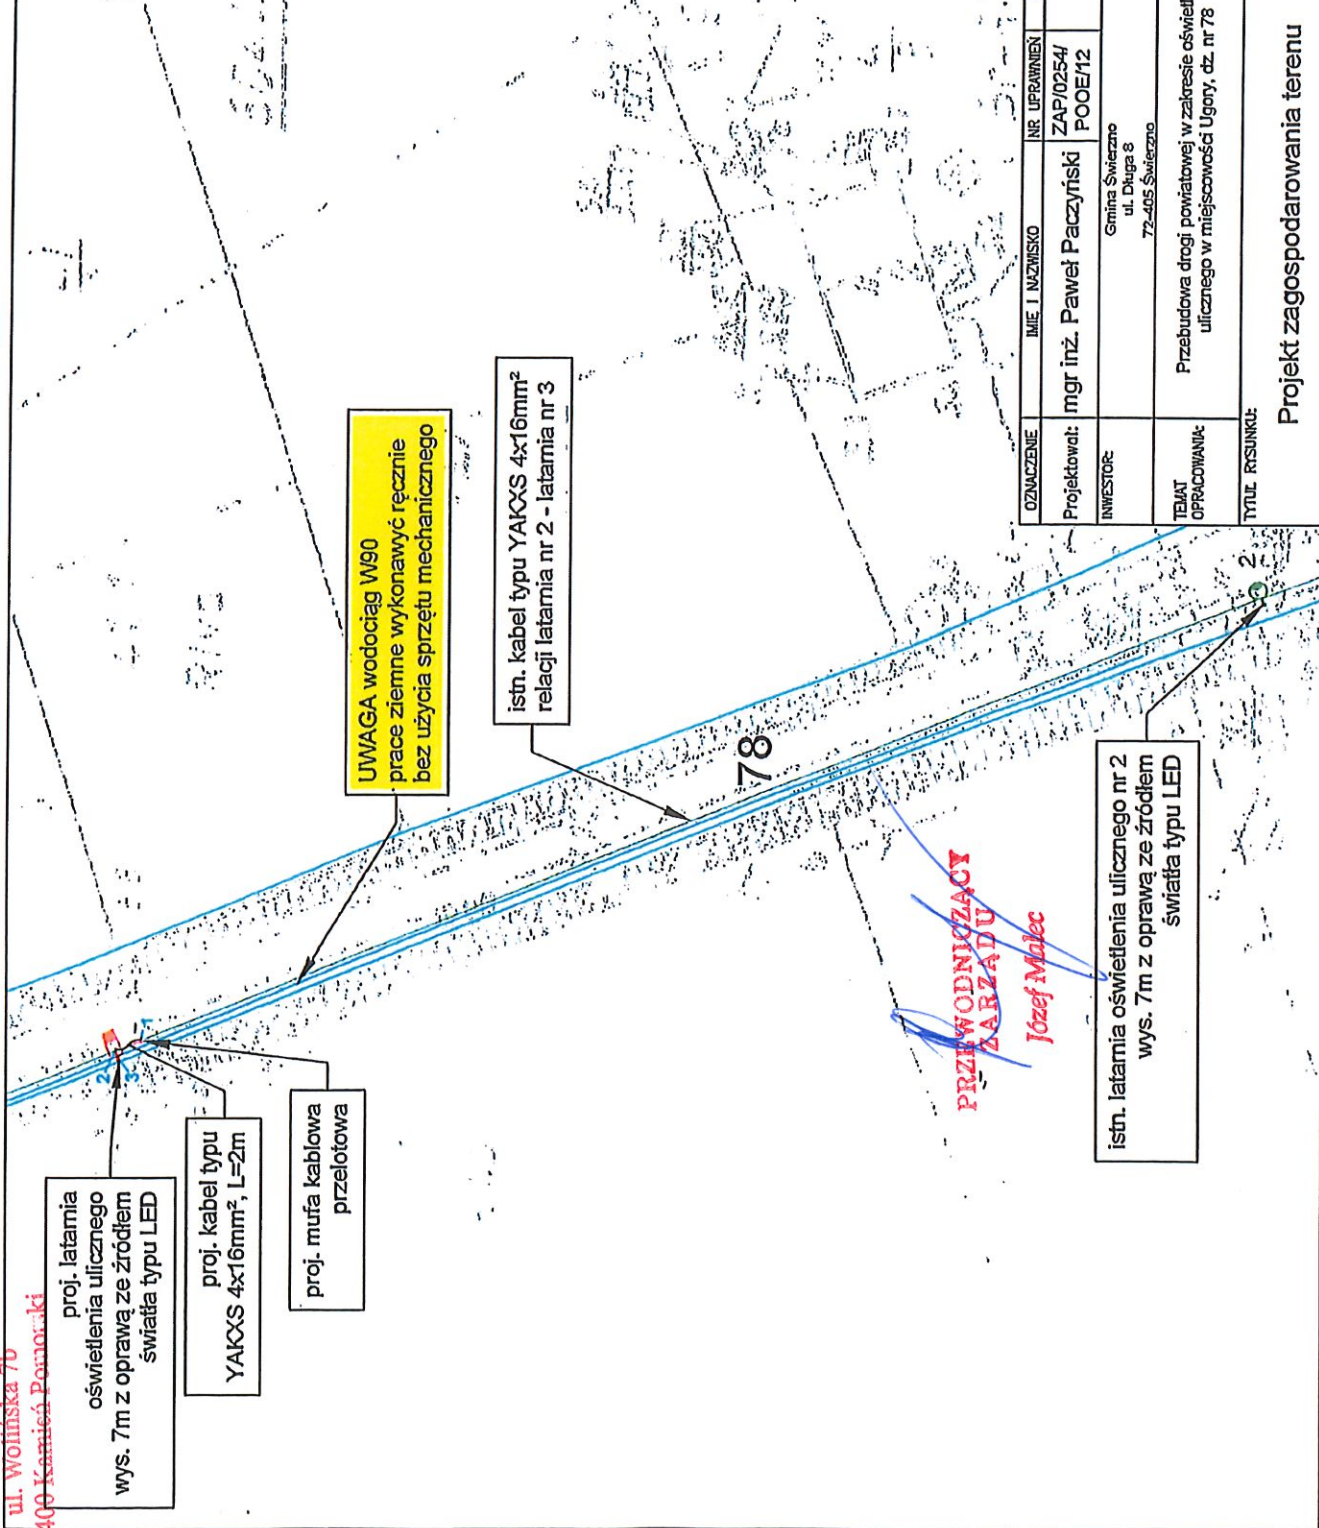 ul. Wolińska 7b
400 Kamień Pomorski
proj. latarnia
oświetlenia ulicznego
wys. 7m z oprawą ze źródłem
światła typu LED
proj. kabel typu
YAKXS 4x16mm², L=2m
proj. mufa kablowa
przelotowa
2
3
1
UWAGA wodociąg W90
prace ziemne wykonawyć ręcznie
bez użycia sprzętu mechanicznego
istn. kabel typu YAKXS 4x16mm²
relacji latarnia nr 2 - latarnia nr 3
78
PRZEWODNICZĄCY
ZARZĄDU
Józef Malec
istn. latarnia oświetlenia ulicznego nr 2
wys. 7m z oprawą ze źródłem
światła typu LED
2
OZNACZENIE IMIĘ I NAZWISKO NR UPRAWNIEŃ
Projektował: mgr inż. Paweł Paczyński ZAP/0254/
POOE/12
INWESTOR:
Gmina Świerzno
ul. Długa 8
72-405 Świerzno
TEMAT
OPRACOWANIA:
Przebudowa drogi powiatowej w zakresie oświetl
ulicznego w miejscowości Ugory, dz. nr 78
TYTUŁ RYSUNKU:
Projekt zagospodarowania terenu